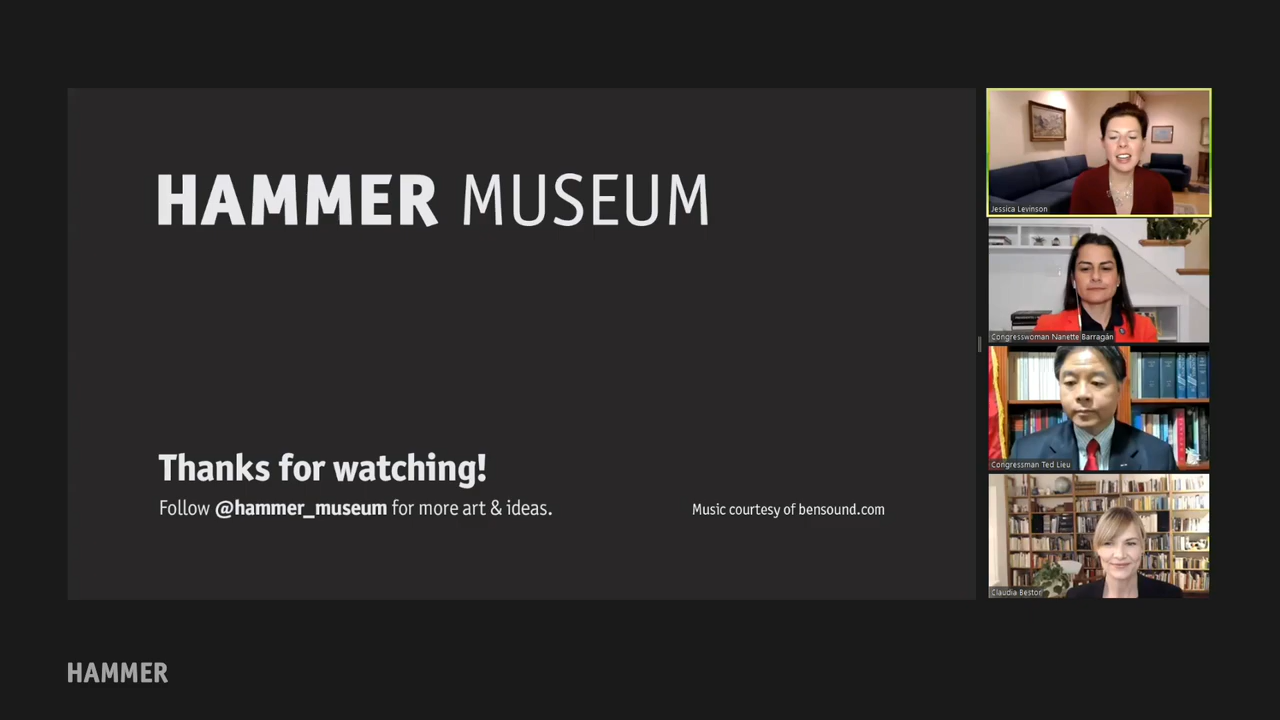 HAMMER MUSEUM
Thanks for watching!
Follow @hammer_museum for more art & ideas.
Music courtesy of bensound.com
Jessica Levinson
Congresswoman Nanette Barragán
Congressman Ted Lieu
Claudia Bestor
HAMMER